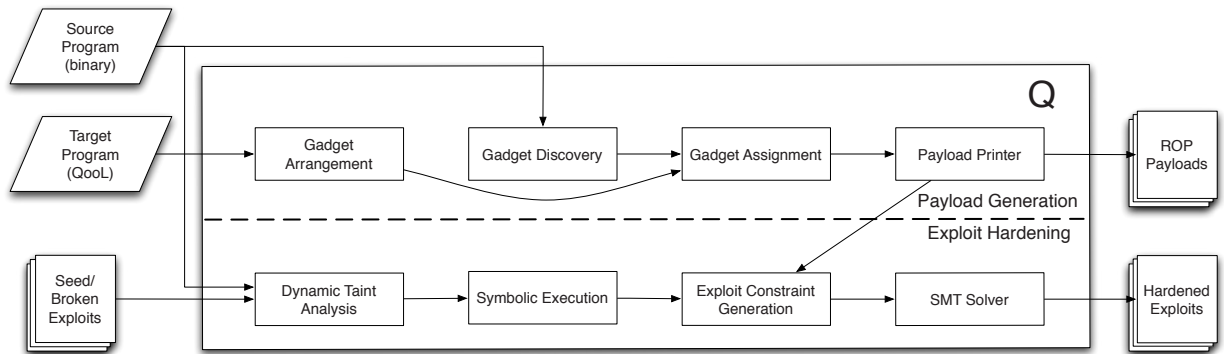 Source
Program
(binary)
Q
Target
Program
(QooL)
Gadget
Arrangement
Gadget Discovery
Gadget Assignment
Payload Printer
ROP
Payloads
Payload Generation
Exploit Hardening
Seed/
Broken
Exploits
Dynamic Taint
Analysis
Symbolic Execution
Exploit Constraint
Generation
SMT Solver
Hardened
Exploits